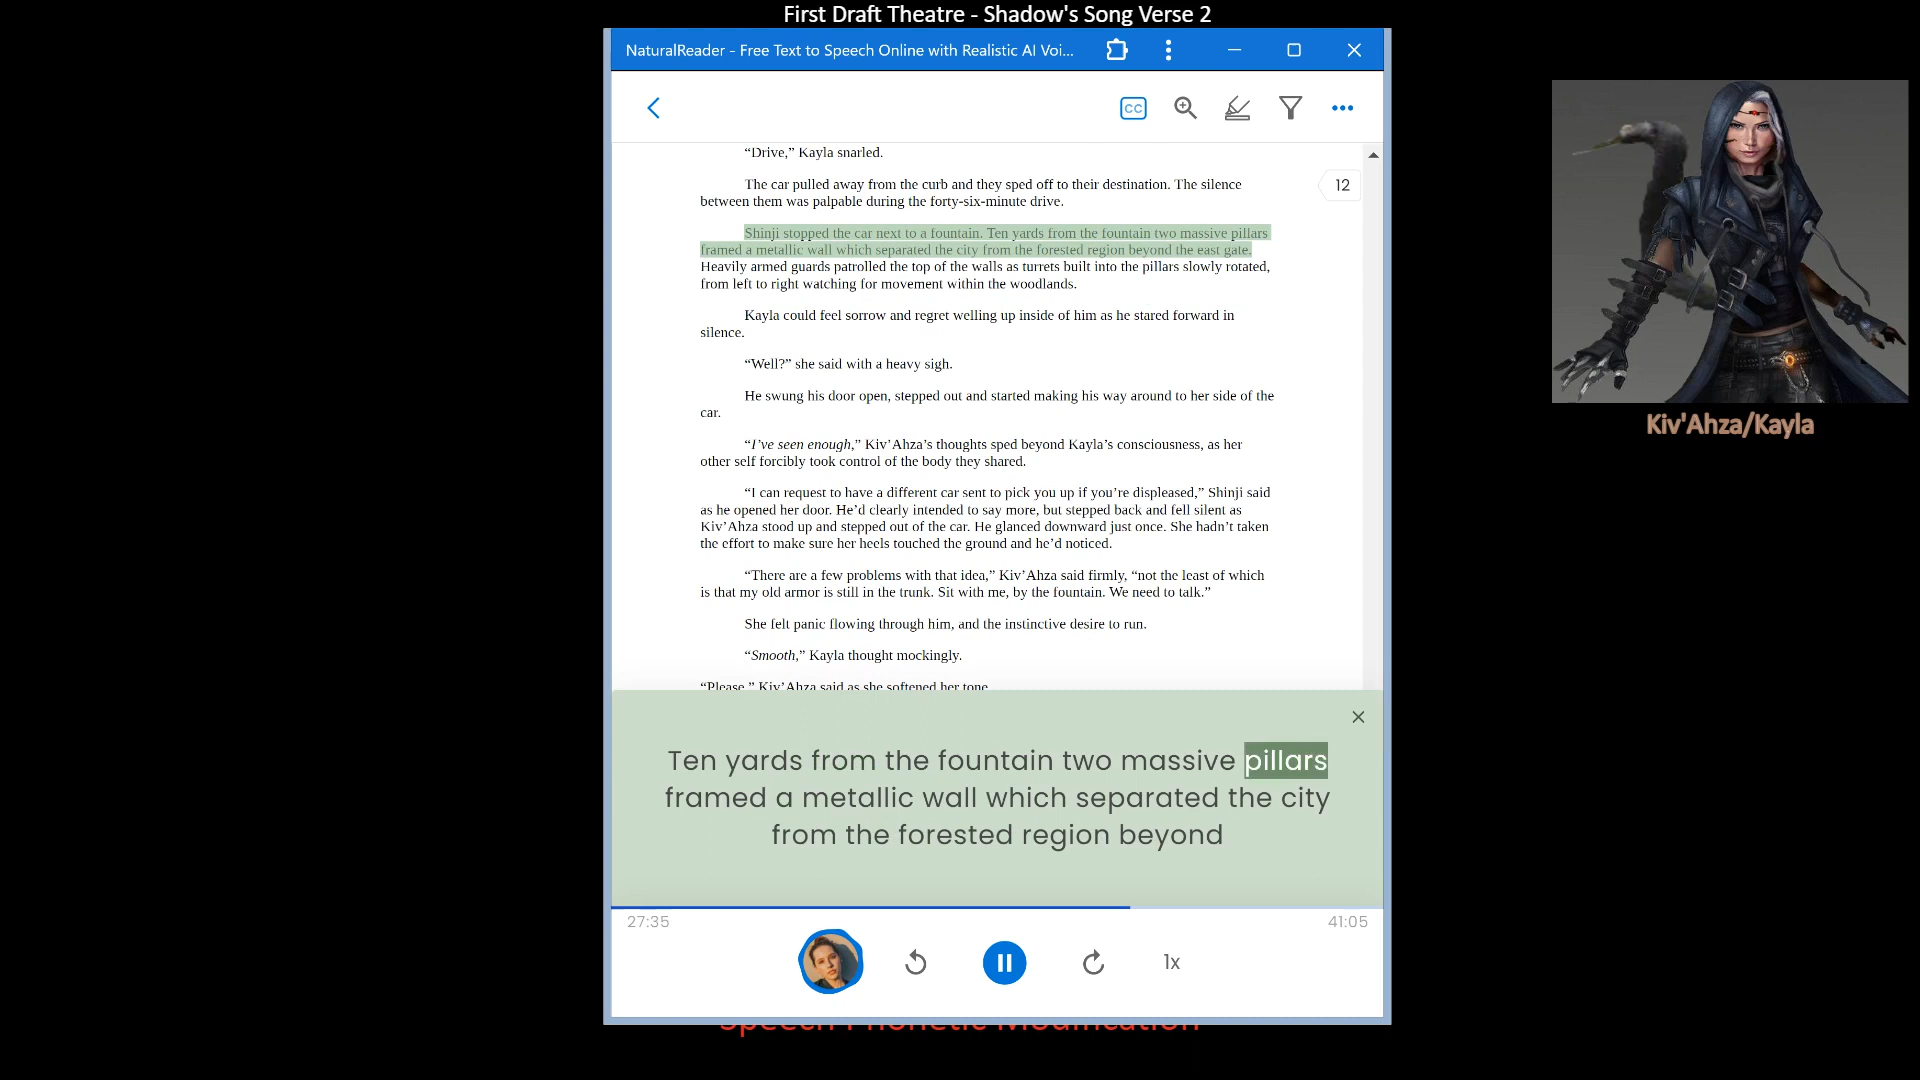 First Draft Theatre - Shadow's Song Verse 2
NaturalReader - Free Text to Speech Online with Realistic AI Voi...
CC
“Drive,” Kayla snarled.
12
The car pulled away from the curb and they sped off to their destination. The silence
between them was palpable during the forty-six-minute drive.
Shinji stopped the car next to a fountain. Ten yards from the fountain two massive pillars
framed a metallic wall which separated the city from the forested region beyond the east gate.
Heavily armed guards patrolled the top of the walls as turrets built into the pillars slowly rotated,
from left to right watching for movement within the woodlands.
Kayla could feel sorrow and regret welling up inside of him as he stared forward in
silence.
“Well?” she said with a heavy sigh.
He swung his door open, stepped out and started making his way around to her side of the
car.
“I’ve seen enough,” Kiv’Ahza’s thoughts sped beyond Kayla’s consciousness, as her
other self forcibly took control of the body they shared.
“I can request to have a different car sent to pick you up if you’re displeased,” Shinji said
as he opened her door. He’d clearly intended to say more, but stepped back and fell silent as
Kiv’Ahza stood up and stepped out of the car. He glanced downward just once. She hadn’t taken
the effort to make sure her heels touched the ground and he’d noticed.
“There are a few problems with that idea,” Kiv’Ahza said firmly, “not the least of which
is that my old armor is still in the trunk. Sit with me, by the fountain. We need to talk.”
She felt panic flowing through him, and the instinctive desire to run.
“Smooth,” Kayla thought mockingly.
“Please,” Kiv’Ahza said as she softened her tone
Ten yards from the fountain two massive pillars
framed a metallic wall which separated the city
from the forested region beyond
27:35
41:05
1x
Speech Phonetic Modification
Kiv'Ahza/Kayla